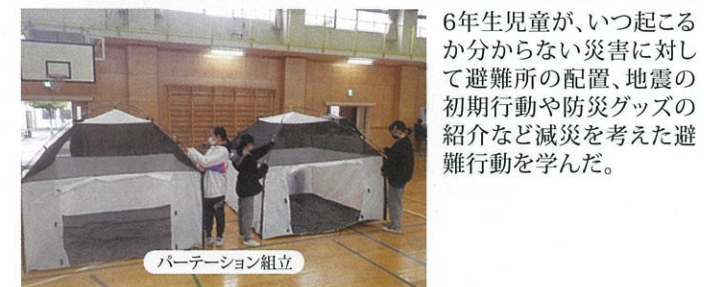 6年生児童が、いつ起こる
か分からない災害に対し
て避難所の配置、地震の
初期行動や防災グッズの
紹介など減災を考えた避
難行動を学んだ。
パーテーション組立